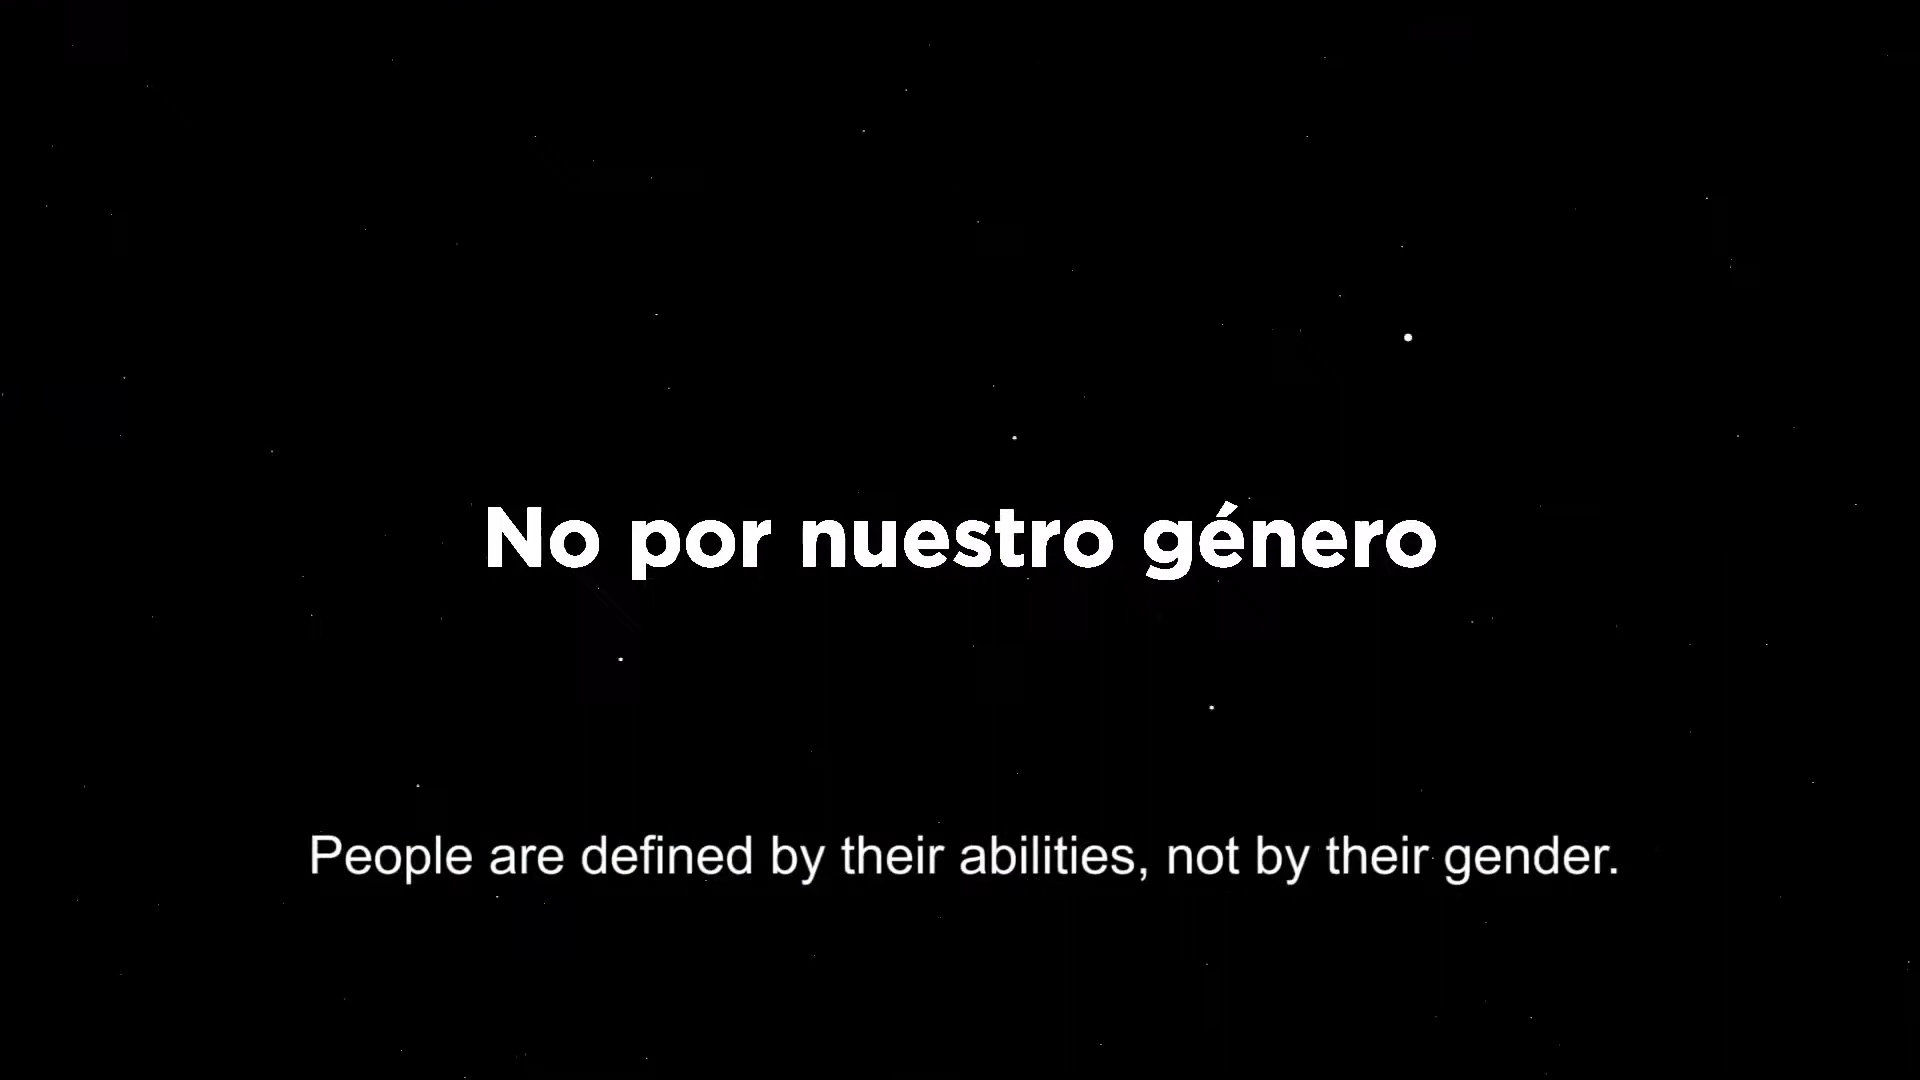 No por nuestro género
People are defined by their abilities, not by their gender.